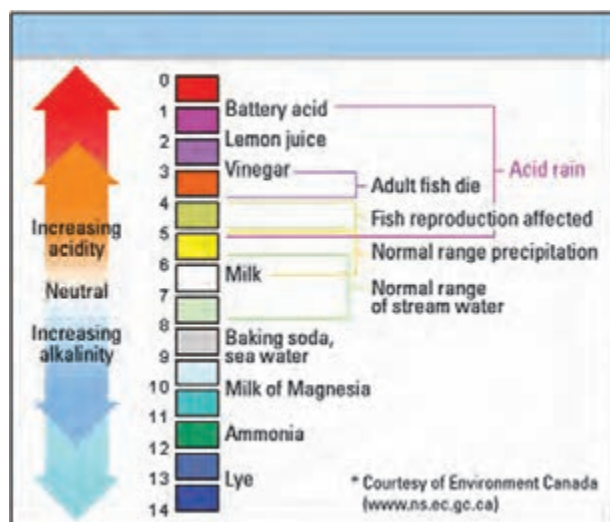 0
1
Battery acid
2
Lemon juice
Acid rain
3
Vinegar
Adult fish die
4
Fish reproduction affected
Increasing
acidity
5
Normal range precipitation
6
Milk
Neutral
7
Normal range
of stream water
8
Increasing
alkalinity
Baking soda,
sea water
9
10
Milk of Magnesia
11
Ammonia
12
13
Lye
14
* Courtesy of Environment Canada
(www.ns.ec.gc.ca)